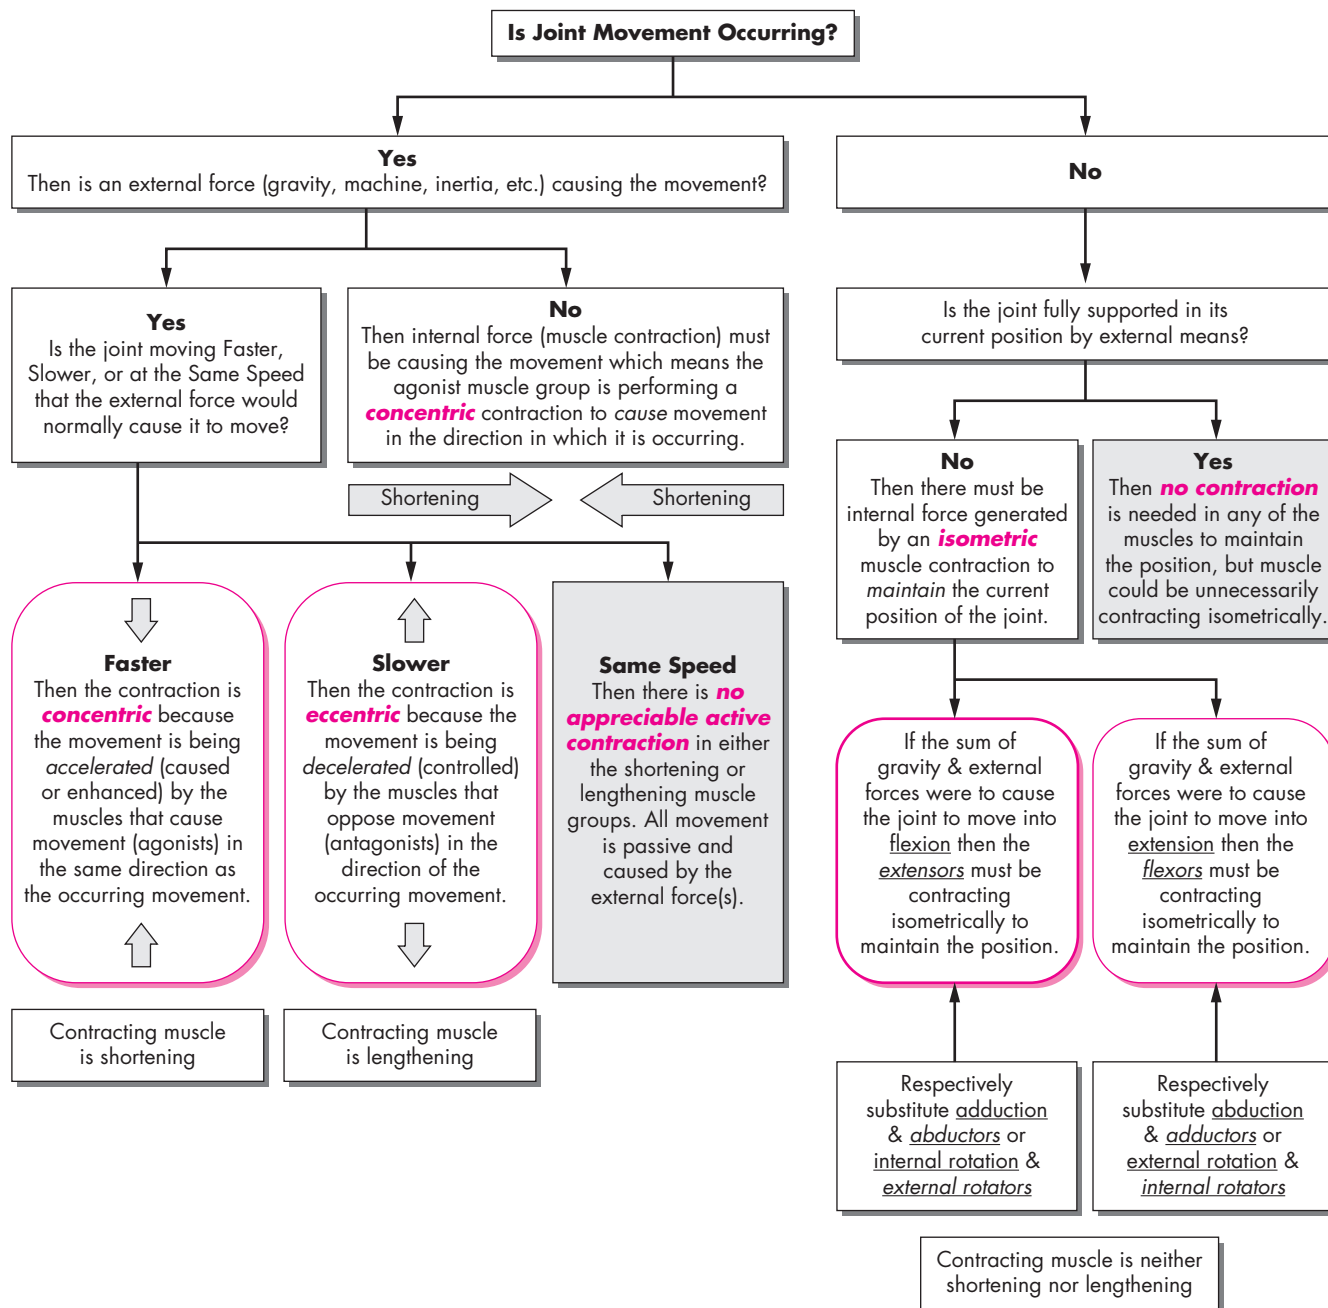 Is Joint Movement Occurring?
Yes
Then is an external force (gravity, machine, inertia, etc.) causing the movement?
No
Yes
Is the joint moving Faster,
Slower, or at the Same Speed
that the external force would
normally cause it to move?
No
Then internal force (muscle contraction) must
be causing the movement which means the
agonist muscle group is performing a
concentric contraction to cause movement
in the direction in which it is occurring.
Shortening
Shortening
Is the joint fully supported in its
current position by external means?
No
Then there must be
internal force generated
by an isometric
muscle contraction to
maintain the current
position of the joint.
Yes
Then no contraction
is needed in any of the
muscles to maintain
the position, but muscle
could be unnecessarily
contracting isometrically.
Faster
Then the contraction is
concentric because
the movement is being
accelerated (caused
or enhanced) by the
muscles that cause
movement (agonists) in
the same direction as
the occurring movement.
Slower
Then the contraction is
eccentric because the
movement is being
decelerated (controlled)
by the muscles that
oppose movement
(antagonists) in the
direction of the
occurring movement.
Same Speed
Then there is no
appreciable active
contraction in either
the shortening or
lengthening muscle
groups. All movement
is passive and
caused by the
external force(s).
If the sum of
gravity & external
forces were to cause
the joint to move into
flexion then the
extensors must be
contracting
isometrically to
maintain the position.
If the sum of
gravity & external
forces were to cause
the joint to move into
extension then the
flexors must be
contracting
isometrically to
maintain the position.
Contracting muscle
is shortening
Contracting muscle
is lengthening
Respectively
substitute adduction
& abductors or
internal rotation &
external rotators
Respectively
substitute abduction
& adductors or
external rotation &
internal rotators
Contracting muscle is neither
shortening nor lengthening